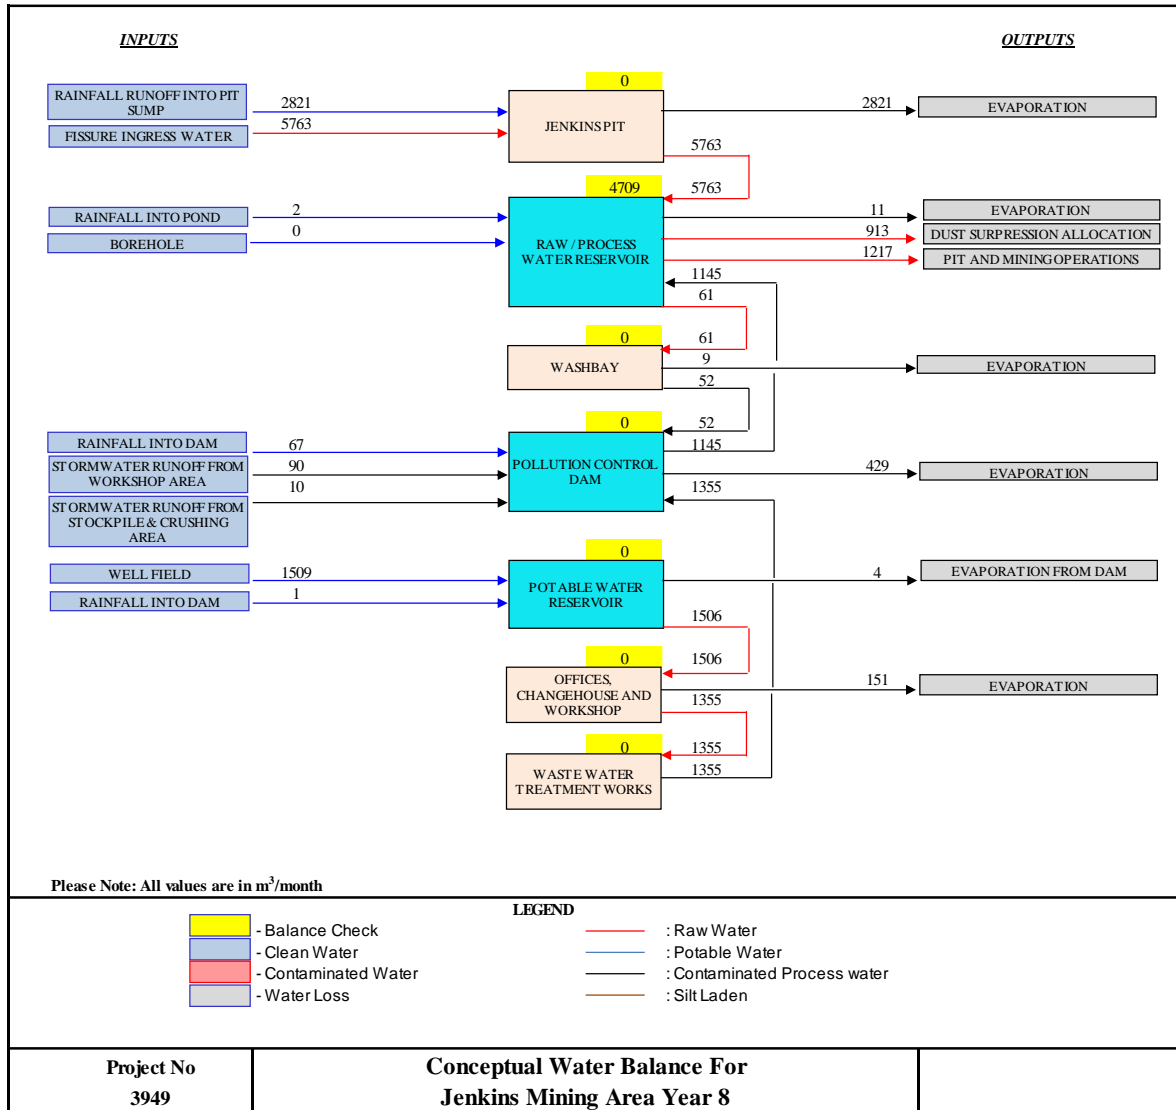 INPUTS
OUTPUTS
0
RAINFALL RUNOFF INTO PIT
SUMP
2821
JENKINS PIT
2821
EVAPORATION
FISSURE INGRESS WATER
5763
5763
4709
5763
RAINFALL INTO POND
2
RAW / PROCESS
WATER RESERVOIR
11
EVAPORATION
BOREHOLE
0
913
DUST SURPRESSION ALLOCATION
1217
PIT AND MINING OPERATIONS
1145
61
0
61
WASHBAY
9
EVAPORATION
52
0
52
RAINFALL INTO DAM
67
1145
STORMWATER RUNOFF FROM
WORKSHOP AREA
90
POLLUTION CONTROL
DAM
429
EVAPORATION
10
STORMWATER RUNOFF FROM
STOCKPILE & CRUSHING
AREA
1355
0
WELL FIELD
1509
POTABLE WATER
RESERVOIR
4
EVAPORATION FROM DAM
RAINFALL INTO DAM
1
1506
0
1506
OFFICES,
CHANGEHOUSE AND
WORKSHOP
151
EVAPORATION
1355
0
1355
WASTE WATER
TREATMENT WORKS
1355
Please Note: All values are in m³/month
LEGEND
- Balance Check
: Raw Water
- Clean Water
: Potable Water
- Contaminated Water
: Contaminated Process water
- Water Loss
: Silt Laden
Project No
3949
Conceptual Water Balance For
Jenkins Mining Area Year 8